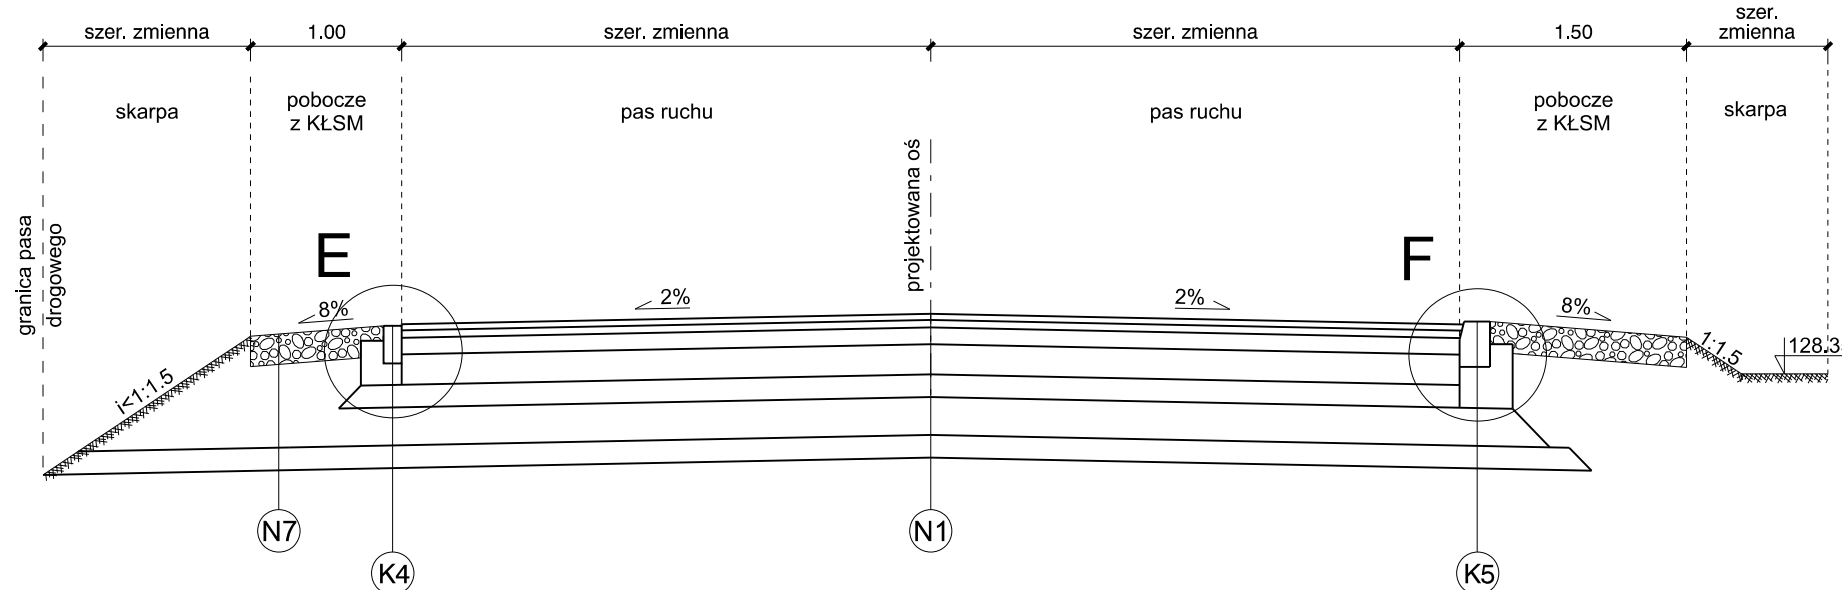 szer. zmienna
1.00
szer. zmienna
szer. zmienna
1.50
szer.
zmienna
skarpa
pobocze
z KŁSM
pas ruchu
pas ruchu
pobocze
z KŁSM
skarpa
granica pasa
drogowego
projektowana oś
E
F
8%
2%
2%
8%
i<1:1.5
1:1.5
N7
K4
N1
K5